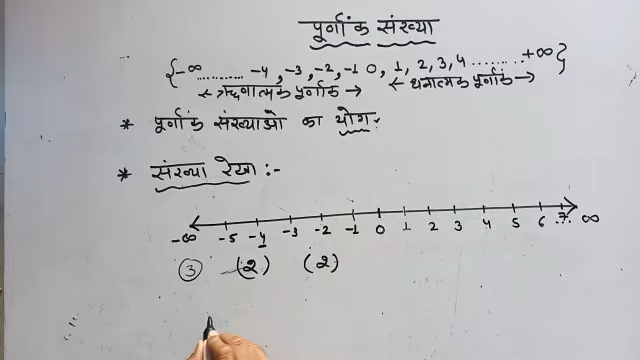 पूर्णांक संख्या
{-∞ .......... -4, -3, -2, -1 0, 1, 2, 3, 4 ........ +∞}
ऋणात्मक पूर्णांक धनात्मक पूर्णांक
* पूर्णांक संख्याओ का योग:
* संख्या रेखा :-
-∞ -5 -4 -3 -2 -1 0 1 2 3 4 5 6 7.. ∞
③ (2) (2)